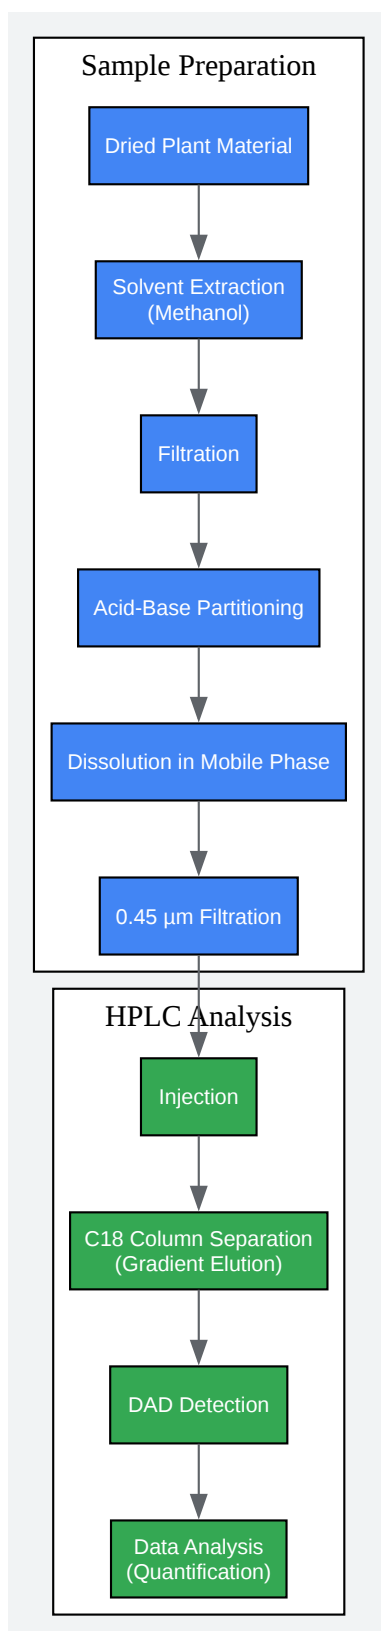 Sample Preparation
Dried Plant Material
Solvent Extraction
(Methanol)
Filtration
Acid-Base Partitioning
Dissolution in Mobile Phase
0.45 µm Filtration
HPLC Analysis
Injection
C18 Column Separation
(Gradient Elution)
DAD Detection
Data Analysis
(Quantification)